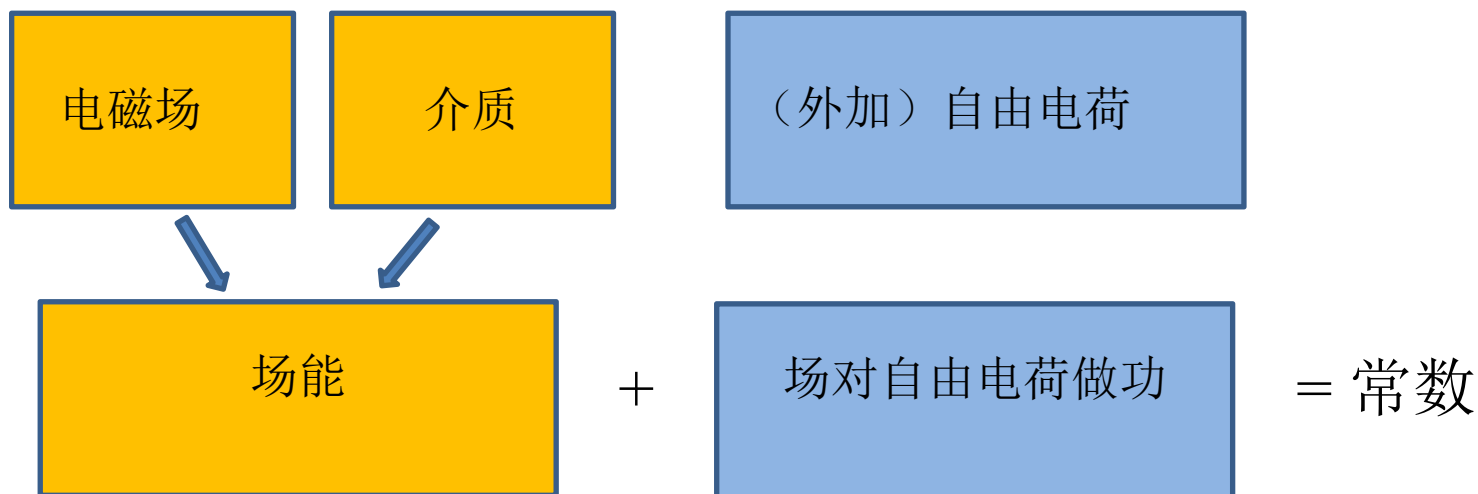 电磁场 介质 （外加）自由电荷
场能 + 场对自由电荷做功 = 常数